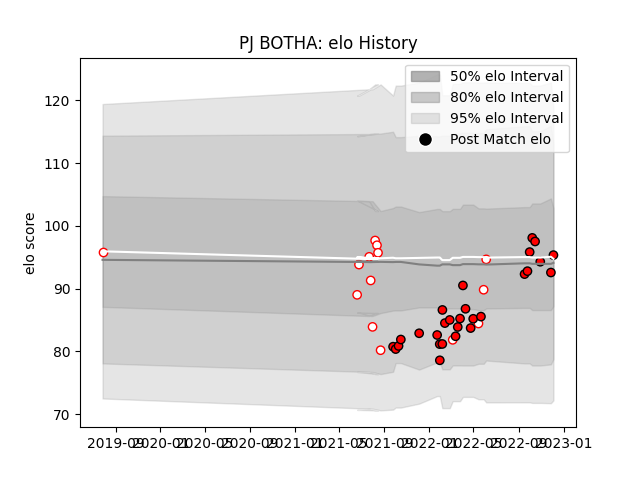 PJ BOTHA: elo History
elo score
120
110
100
90
80
70
50% elo Interval
80% elo Interval
95% elo Interval
Post Match elo
2019-09 2020-01 2020-05 2020-09 2021-01 2021-05 2021-09 2022-01 2022-05 2022-09 2023-01